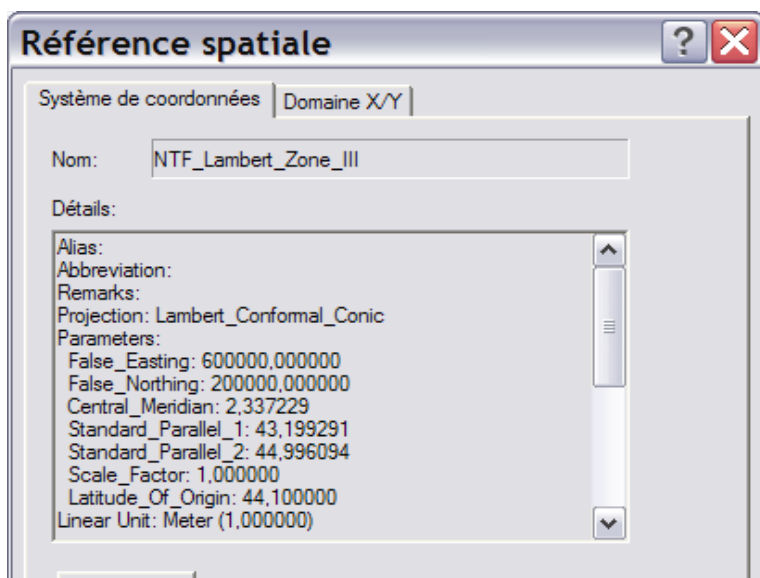 Référence spatiale ?
Système de coordonnées Domaine X/Y
Nom: NTF_Lambert_Zone_III
Détails:
Alias:
Abbreviation:
Remarks:
Projection: Lambert_Conformal_Conic
Parameters:
False_Easting: 600000,000000
False_Northing: 200000,000000
Central_Meridian: 2,337229
Standard_Parallel_1: 43,199291
Standard_Parallel_2: 44,996094
Scale_Factor: 1,000000
Latitude_Of_Origin: 44,100000
Linear Unit: Meter (1,000000)